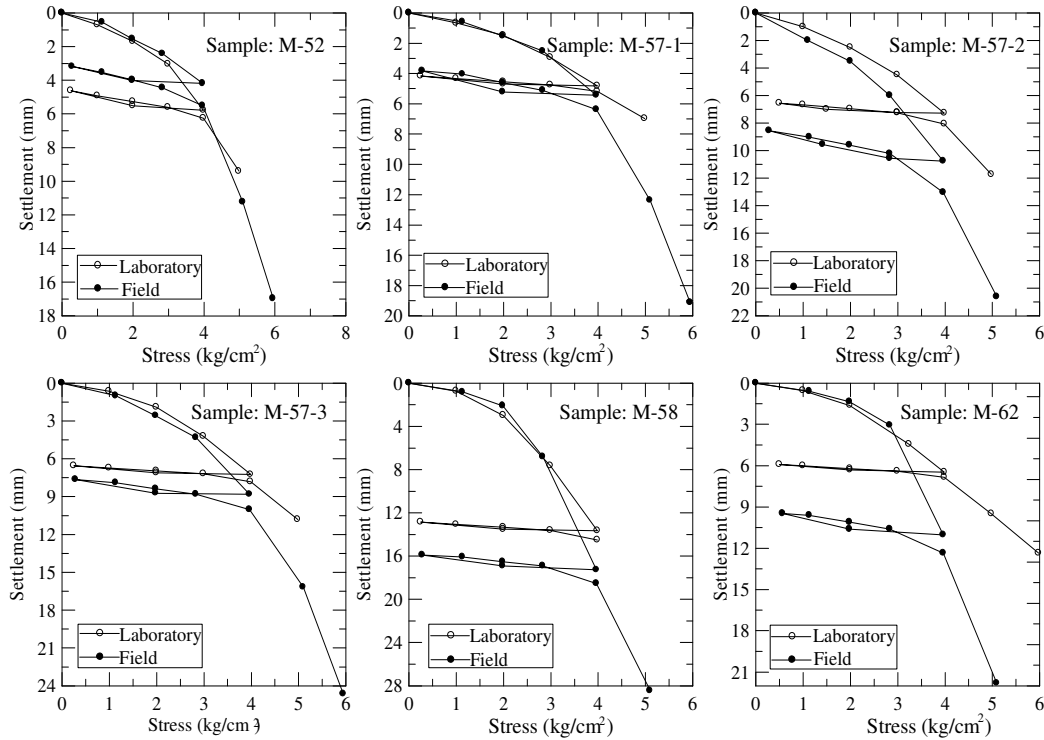 Sample: M-52
Settlement (mm)
0
2
4
6
8
10
12
14
16
18
Laboratory
Field
0 2 4 6 8
Stress (kg/cm²)
Sample: M-57-1
Settlement (mm)
0
2
4
6
8
10
12
14
16
18
20
Laboratory
Field
0 1 2 3 4 5 6
Stress (kg/cm²)
Sample: M-57-2
Settlement (mm)
0
2
4
6
8
10
12
14
16
18
20
22
Laboratory
Field
0 1 2 3 4 5 6
Stress (kg/cm²)
Sample: M-57-3
Settlement (mm)
0
3
6
9
12
15
18
21
24
Laboratory
Field
0 1 2 3 4 5 6
Stress (kg/cm²)
Sample: M-58
Settlement (mm)
0
4
8
12
16
20
24
28
Laboratory
Field
0 1 2 3 4 5 6
Stress (kg/cm²)
Sample: M-62
Settlement (mm)
0
3
6
9
12
15
18
21
Laboratory
Field
0 1 2 3 4 5 6
Stress (kg/cm²)